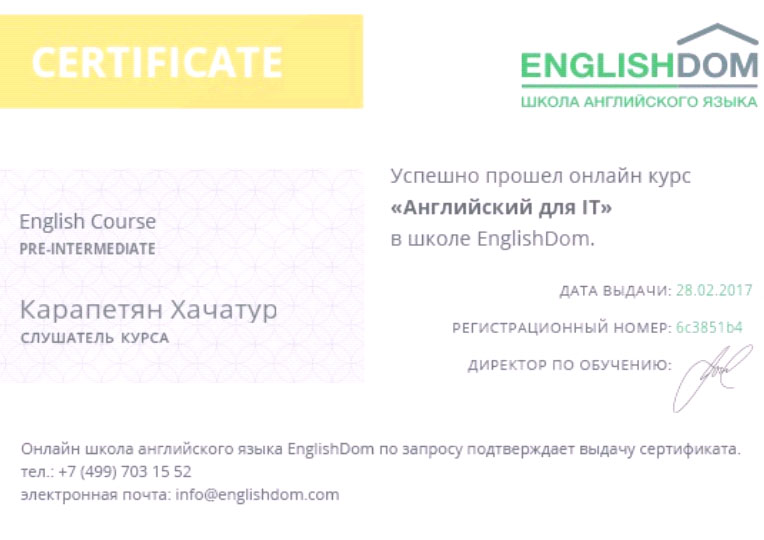 CERTIFICATE
ENGLISHDOM
ШКОЛА АНГЛИЙСКОГО ЯЗЫКА
English Course
PRE-INTERMEDIATE
Карапетян Хачатур
СЛУШАТЕЛЬ КУРСА
Успешно прошел онлайн курс
«Английский для IT»
в школе EnglishDom.
ДАТА ВЫДАЧИ: 28.02.2017
РЕГИСТРАЦИОННЫЙ НОМЕР: 6c3851b4
ДИРЕКТОР ПО ОБУЧЕНИЮ:
Онлайн школа английского языка EnglishDom по запросу подтверждает выдачу сертификата.
тел.: +7 (499) 703 15 52
электронная почта: info@englishdom.com